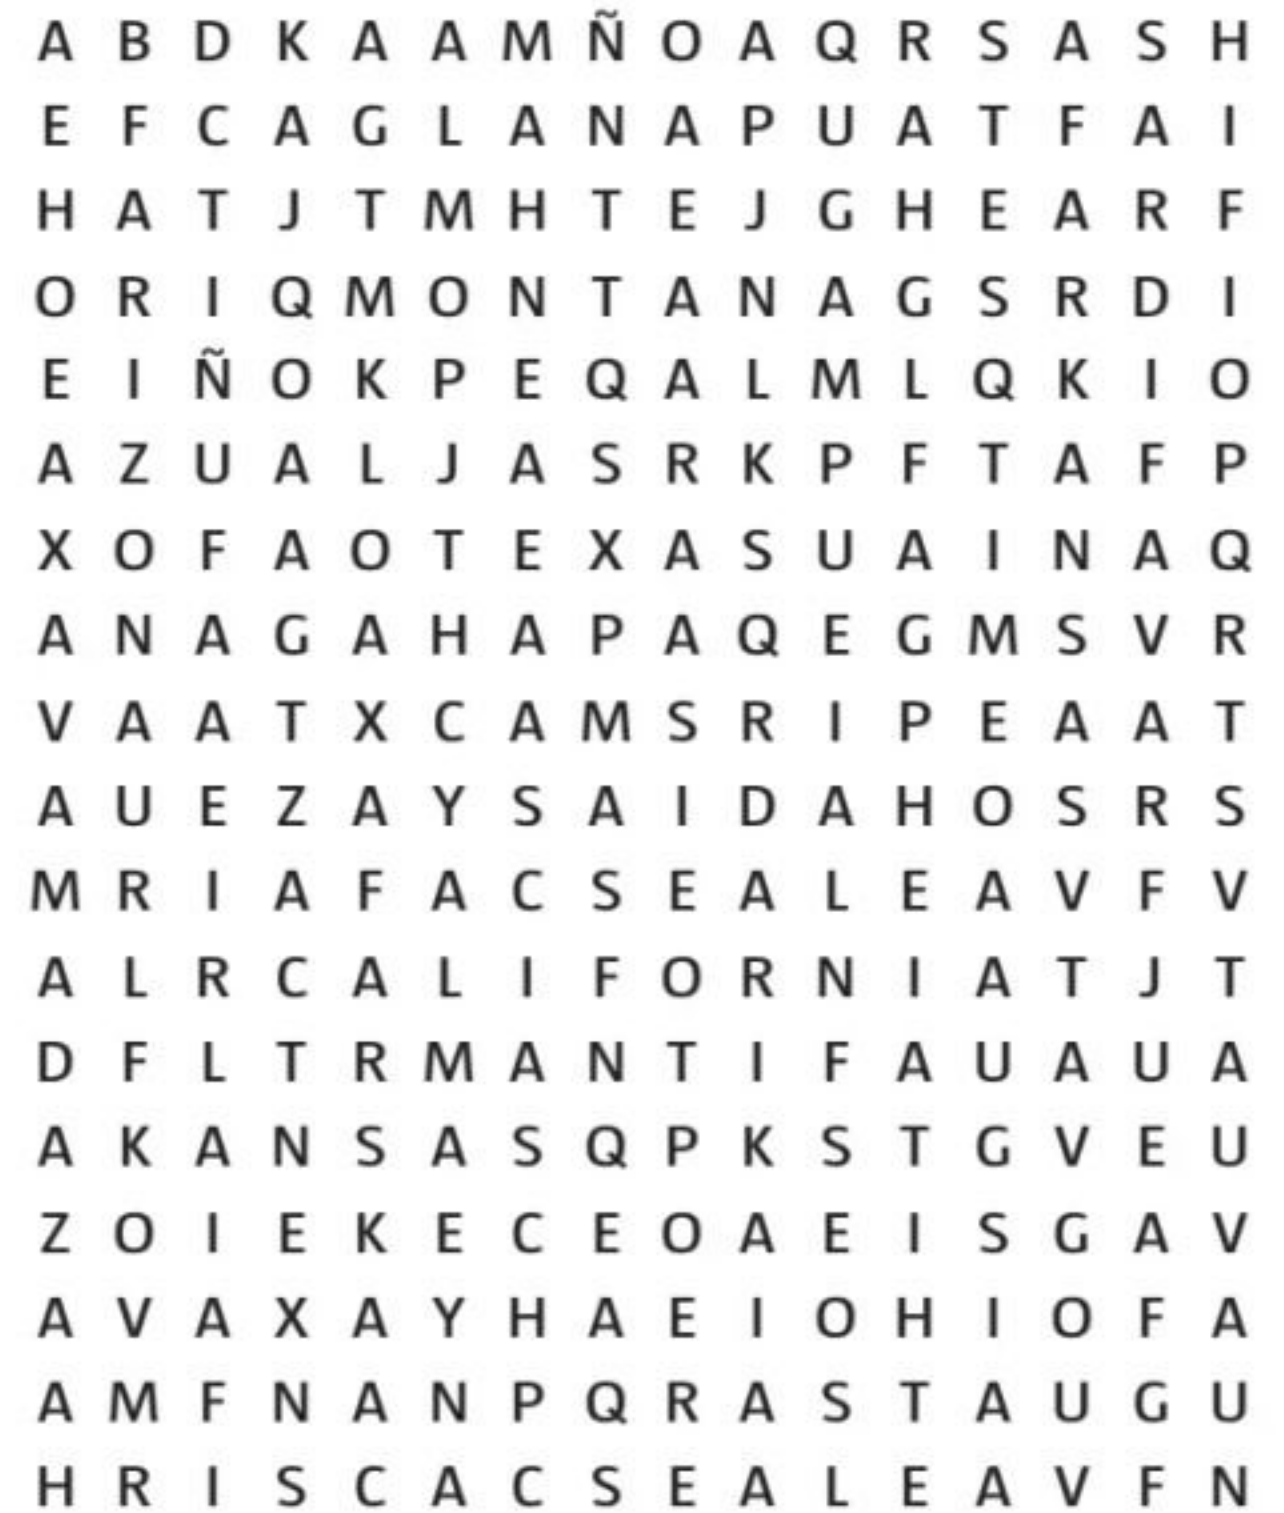 A B D K A A M Ñ O A Q R S A S H
E F C A G L A N A P U A T F A I
H A T J T M H T E J G H E A R F
O R I Q M O N T A N A G S R D I
E I Ñ O K P E Q A L M L Q K I O
A Z U A L J A S R K P F T A F P
X O F A O T E X A S U A I N A Q
A N A G A H A P A Q E G M S V R
V A A T X C A M S R I P E A A T
A U E Z A Y S A I D A H O S R S
M R I A F A C S E A L E A V F V
A L R C A L I F O R N I A T J T
D F L T R M A N T I F A U A U A
A K A N S A S Q P K S T G V E U
Z O I E K E C E O A E I S G A V
A V A X A Y H A E I O H I O F A
A M F N A N P Q R A S T A U G U
H R I S C A C S E A L E A V F N